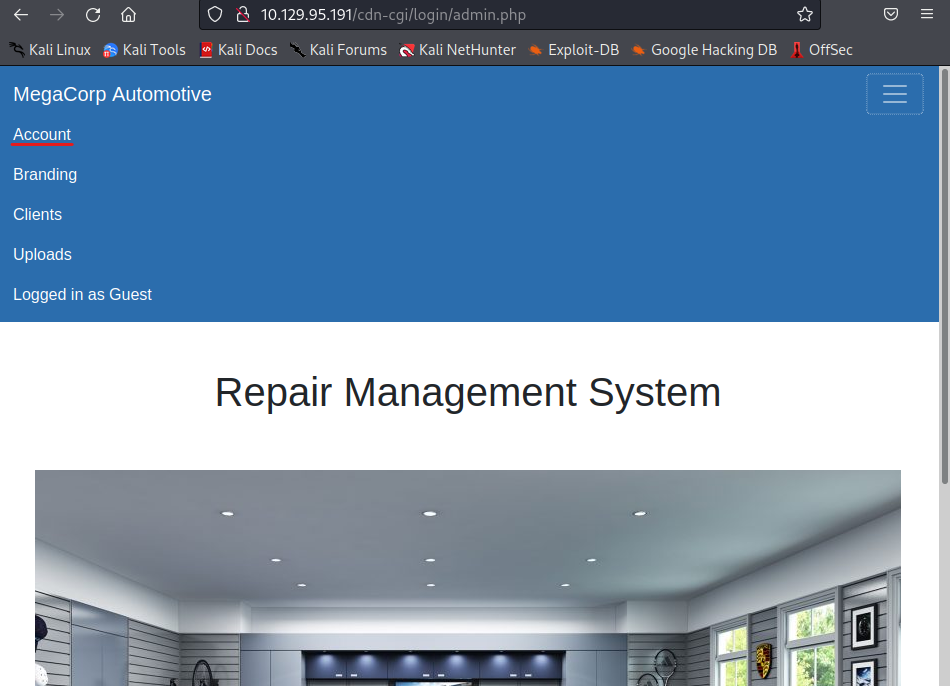 10.129.95.191/cdn-cgi/login/admin.php
Kali Linux Kali Tools Kali Docs Kali Forums Kali NetHunter Exploit-DB Google Hacking DB OffSec
MegaCorp Automotive
Account
Branding
Clients
Uploads
Logged in as Guest
Repair Management System